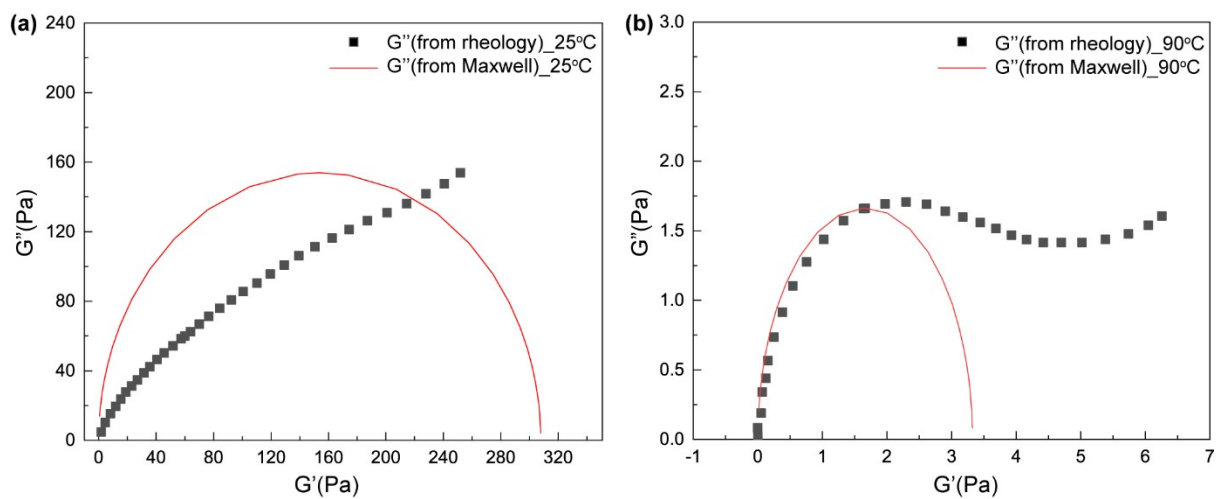 (a)
G''(from rheology)_25°C
G''(from Maxwell)_25°C
240
200
160
120
80
40
0
G''(Pa)
0 40 80 120 160 200 240 280 320
G'(Pa)
(b)
G''(from rheology)_90°C
G''(from Maxwell)_90°C
3.0
2.5
2.0
1.5
1.0
0.5
0.0
G''(Pa)
-1 0 1 2 3 4 5 6 7
G'(Pa)